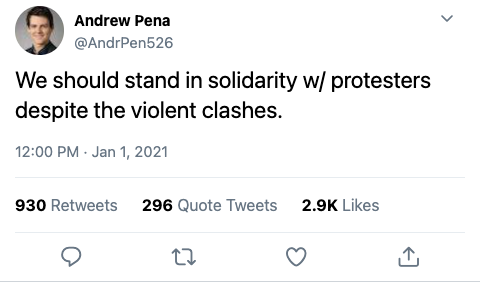 Andrew Pena
@AndrPen526
We should stand in solidarity w/ protesters
despite the violent clashes.
12:00 PM · Jan 1, 2021
930 Retweets 296 Quote Tweets 2.9K Likes